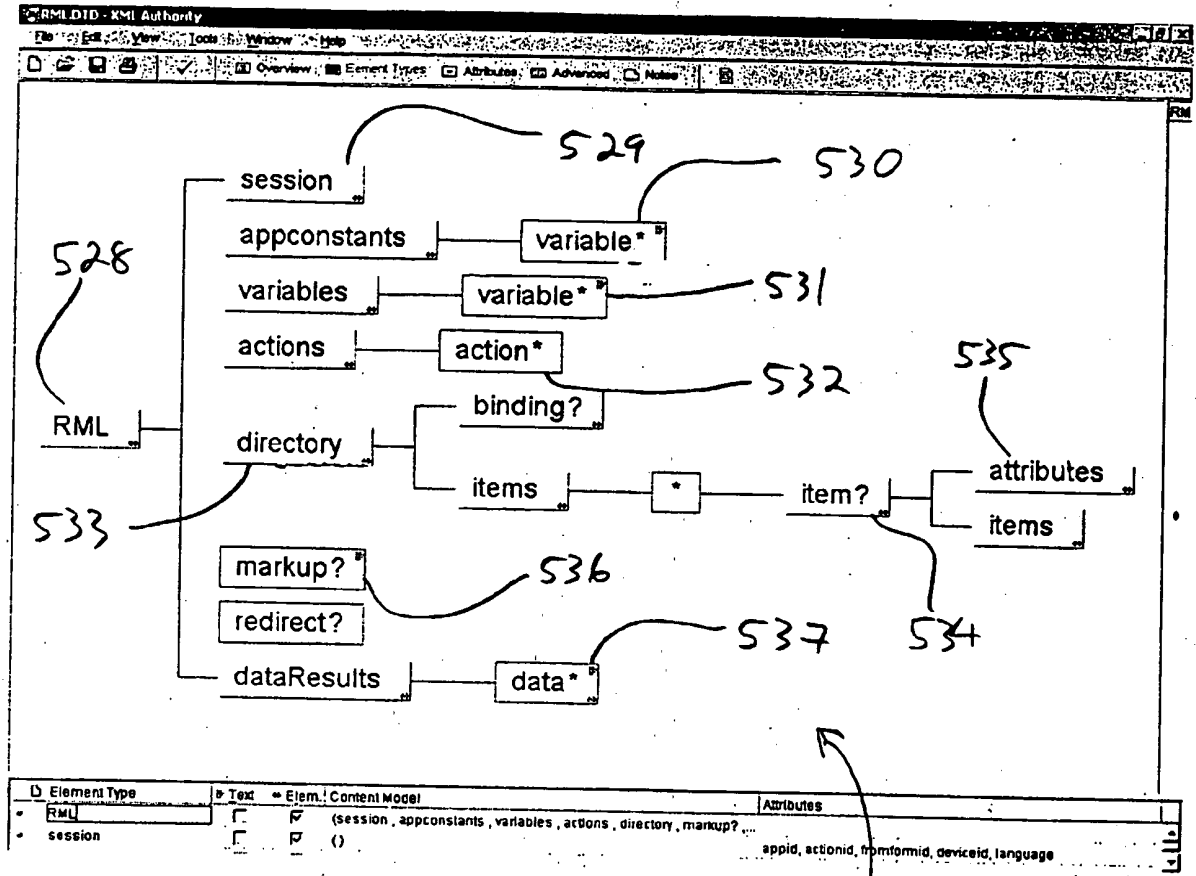 RML.DTD - XML Authority
File Edit View Tools Window Help
Overview Element Types Attributes Advanced Notes
RM
529
530
session
appconstants
variable*
528
variables
variable*
531
actions
action*
535
532
binding?
RML
directory
attributes
items
*
item?
items
533
markup?
536
redirect?
537
534
dataResults
data*
Element Type Text Elem. Content Model Attributes
RML (session , appconstants , variables , actions , directory , markup? ,...
session () appid, actionid, fromformid, deviceid, language